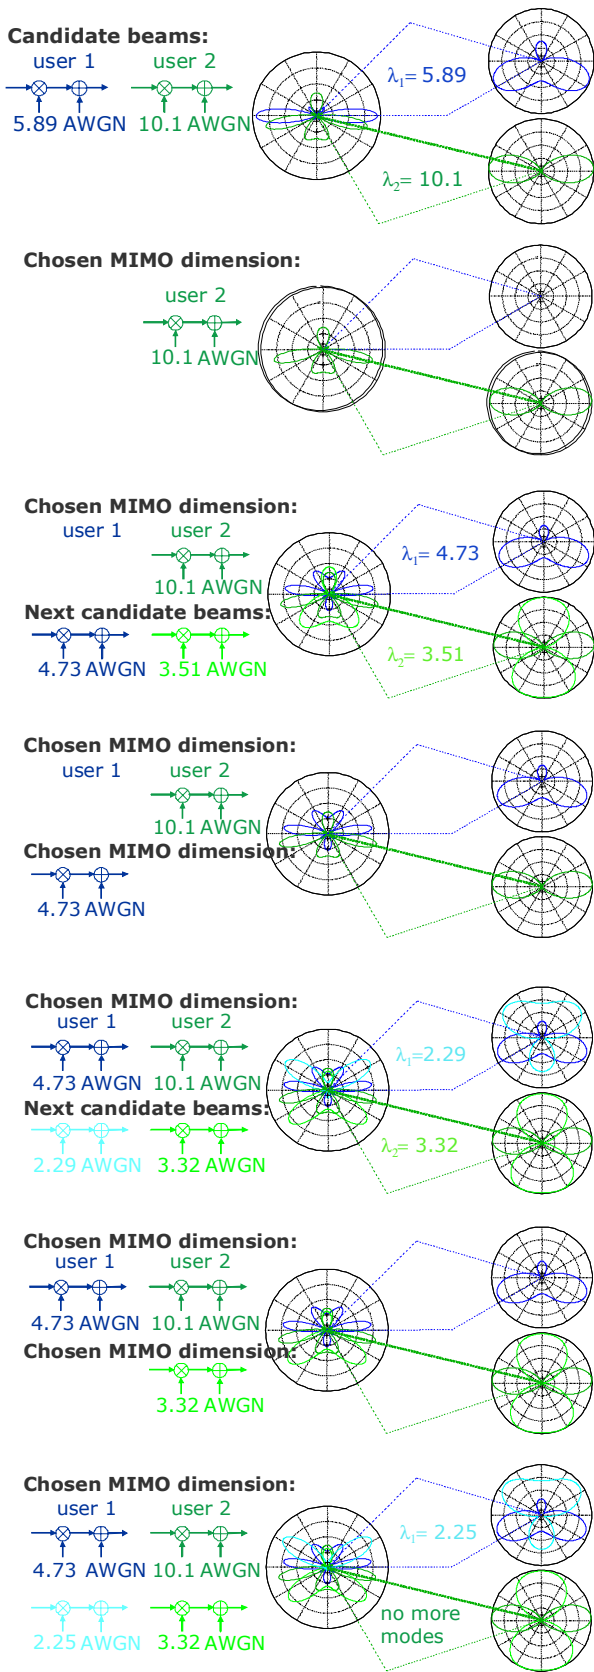 Candidate beams:
user 1 user 2
5.89 AWGN 10.1 AWGN
λ1= 5.89
λ2= 10.1
Chosen MIMO dimension:
user 2
10.1 AWGN
Chosen MIMO dimension:
user 1 user 2
10.1 AWGN
Next candidate beams:
4.73 AWGN 3.51 AWGN
λ1= 4.73
λ2= 3.51
Chosen MIMO dimension:
user 1 user 2
10.1 AWGN
Chosen MIMO dimension:
4.73 AWGN
Chosen MIMO dimension:
user 1 user 2
4.73 AWGN 10.1 AWGN
Next candidate beams:
2.29 AWGN 3.32 AWGN
λ1=2.29
λ2= 3.32
Chosen MIMO dimension:
user 1 user 2
4.73 AWGN 10.1 AWGN
Chosen MIMO dimension:
3.32 AWGN
Chosen MIMO dimension:
user 1 user 2
4.73 AWGN 10.1 AWGN
2.25 AWGN 3.32 AWGN
λ1= 2.25
no more
modes